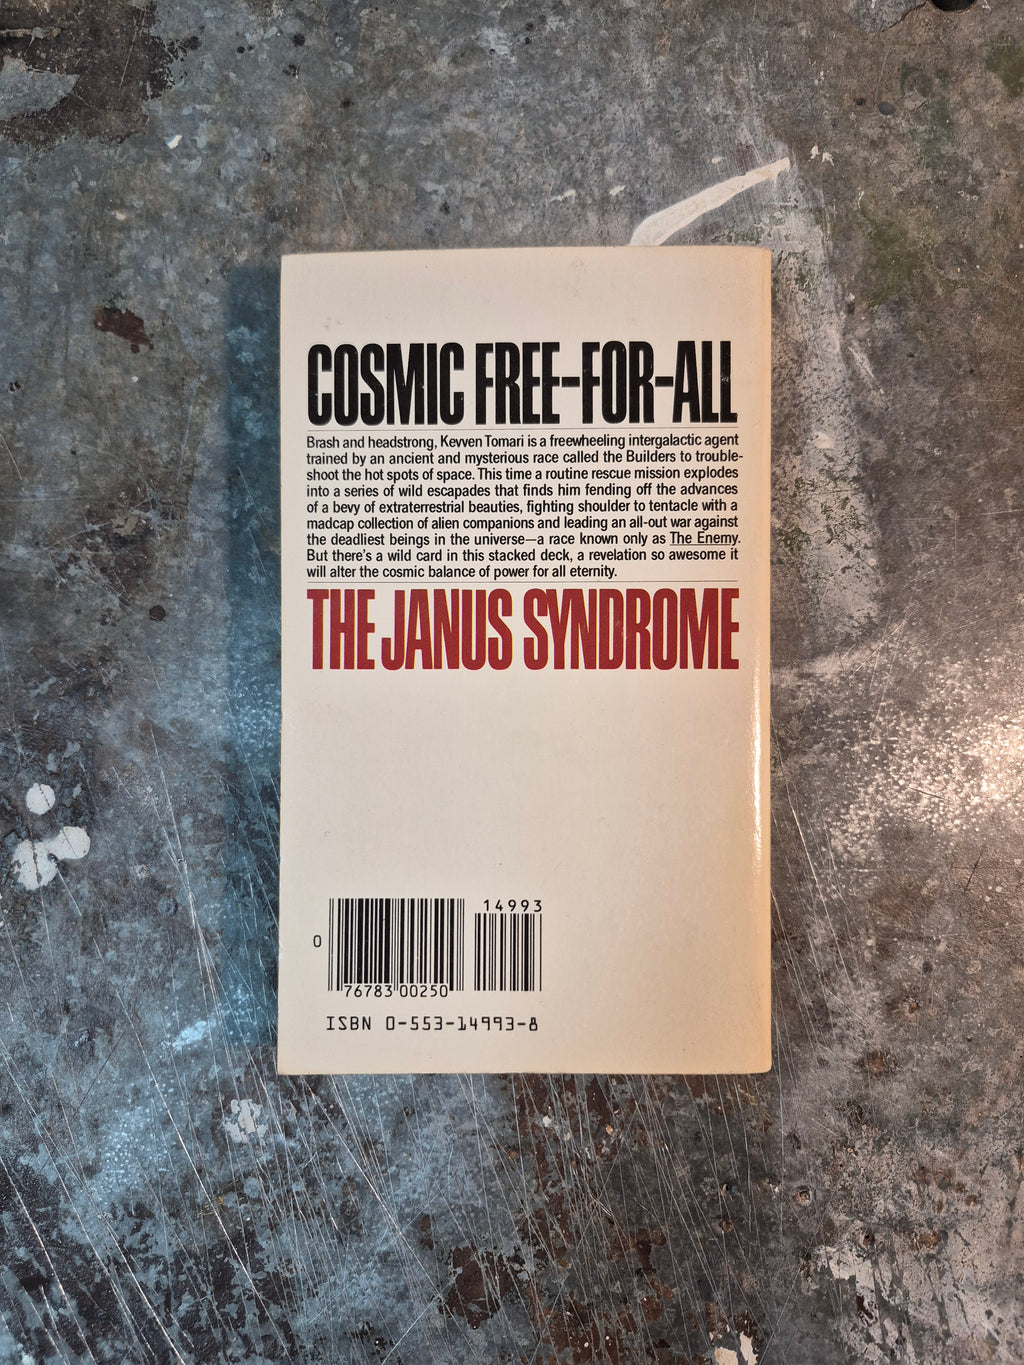 COSMIC FREE-FOR-ALL
Brash and headstrong, Kevven Tomari is a freewheeling intergalactic agent
trained by an ancient and mysterious race called the Builders to trouble-
shoot the hot spots of space. This time a routine rescue mission explodes
into a series of wild escapades that finds him fending off the advances
of a bevy of extraterrestrial beauties, fighting shoulder to tentacle with a
madcap collection of alien companions and leading an all-out war against
the deadliest beings in the universe—a race known only as The Enemy.
But there's a wild card in this stacked deck, a revelation so awesome it
will alter the cosmic balance of power for all eternity.
THE JANUS SYNDROME
14993
0
76783 00250
ISBN 0-553-14993-8